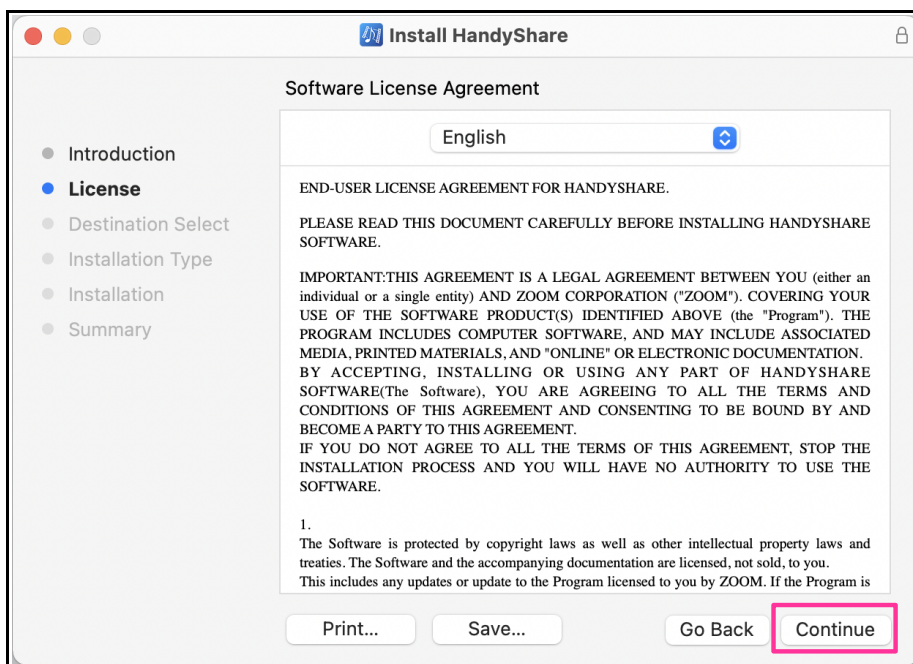 Install HandyShare
Software License Agreement
Introduction
License
Destination Select
Installation Type
Installation
Summary
English
END-USER LICENSE AGREEMENT FOR HANDYSHARE.
PLEASE READ THIS DOCUMENT CAREFULLY BEFORE INSTALLING HANDYSHARE
SOFTWARE.
IMPORTANT:THIS AGREEMENT IS A LEGAL AGREEMENT BETWEEN YOU (either an
individual or a single entity) AND ZOOM CORPORATION ("ZOOM"). COVERING YOUR
USE OF THE SOFTWARE PRODUCT(S) IDENTIFIED ABOVE (the "Program"). THE
PROGRAM INCLUDES COMPUTER SOFTWARE, AND MAY INCLUDE ASSOCIATED
MEDIA, PRINTED MATERIALS, AND "ONLINE" OR ELECTRONIC DOCUMENTATION.
BY ACCEPTING, INSTALLING OR USING ANY PART OF HANDYSHARE
SOFTWARE(The Software), YOU ARE AGREEING TO ALL THE TERMS AND
CONDITIONS OF THIS AGREEMENT AND CONSENTING TO BE BOUND BY AND
BECOME A PARTY TO THIS AGREEMENT.
IF YOU DO NOT AGREE TO ALL THE TERMS OF THIS AGREEMENT, STOP THE
INSTALLATION PROCESS AND YOU WILL HAVE NO AUTHORITY TO USE THE
SOFTWARE.
1.
The Software is protected by copyright laws as well as other intellectual property laws and
treaties. The Software and the accompanying documentation are licensed, not sold, to you.
This includes any updates or update to the Program licensed to you by ZOOM. If the Program is
Print...
Save...
Go Back
Continue